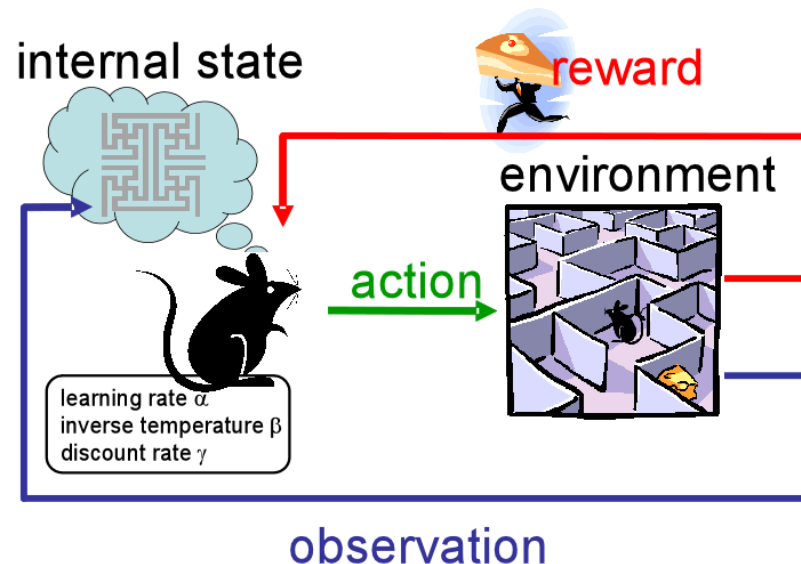 internal state
reward
environment
action
learning rate α
inverse temperature β
discount rate γ
observation